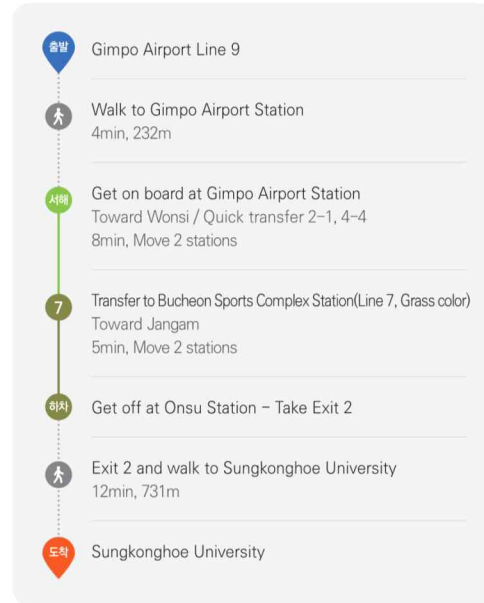 출발 Gimpo Airport Line 9
Walk to Gimpo Airport Station
4min, 232m
서해 Get on board at Gimpo Airport Station
Toward Wonsi / Quick transfer 2-1, 4-4
8min, Move 2 stations
7 Transfer to Bucheon Sports Complex Station(Line 7, Grass color)
Toward Jangam
5min, Move 2 stations
하차 Get off at Onsu Station - Take Exit 2
Exit 2 and walk to Sungkonghoe University
12min, 731m
도착 Sungkonghoe University